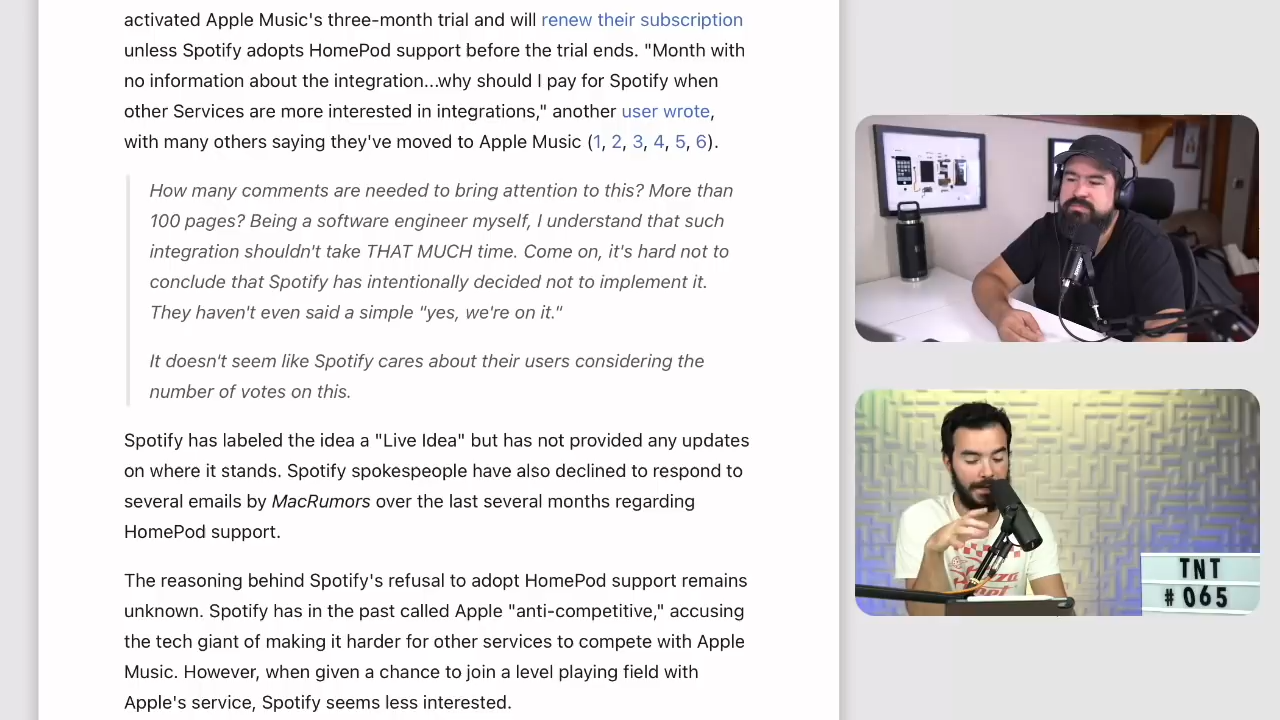 activated Apple Music's three-month trial and will renew their subscription
unless Spotify adopts HomePod support before the trial ends. "Month with
no information about the integration...why should I pay for Spotify when
other Services are more interested in integrations," another user wrote,
with many others saying they've moved to Apple Music (1, 2, 3, 4, 5, 6).
How many comments are needed to bring attention to this? More than
100 pages? Being a software engineer myself, I understand that such
integration shouldn't take THAT MUCH time. Come on, it's hard not to
conclude that Spotify has intentionally decided not to implement it.
They haven't even said a simple "yes, we're on it."
It doesn't seem like Spotify cares about their users considering the
number of votes on this.
Spotify has labeled the idea a "Live Idea" but has not provided any updates
on where it stands. Spotify spokespeople have also declined to respond to
several emails by MacRumors over the last several months regarding
HomePod support.
The reasoning behind Spotify's refusal to adopt HomePod support remains
unknown. Spotify has in the past called Apple "anti-competitive," accusing
the tech giant of making it harder for other services to compete with Apple
Music. However, when given a chance to join a level playing field with
Apple's service, Spotify seems less interested.
TNT
#065